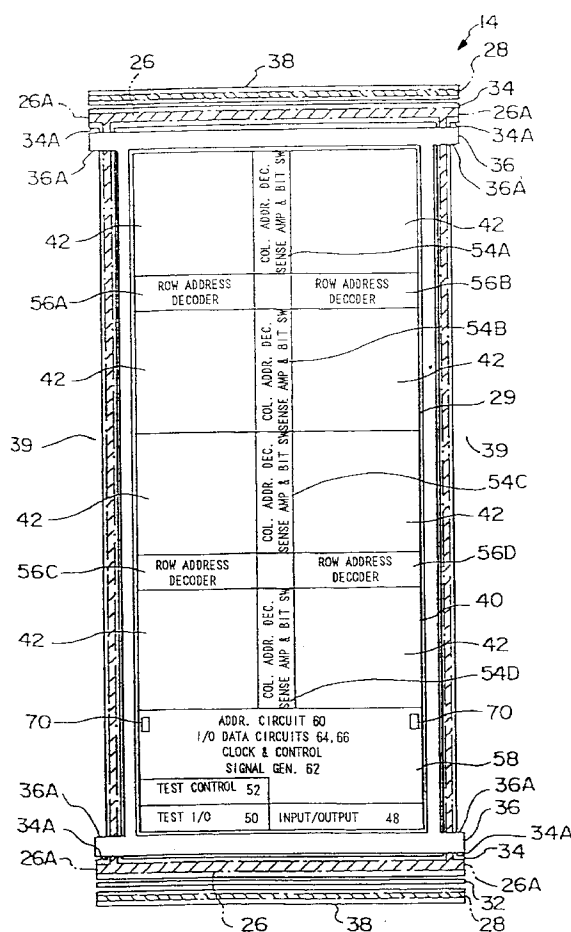 14
26
38
28
34
26A
26A
34A
34A
36
36A
36A
COL. ADDR. DEC.
SENSE AMP & BIT SW
42
42
54A
56A
ROW ADDRESS DECODER
ROW ADDRESS DECODER
56B
COL. ADDR. DEC.
SENSE AMP & BIT SW
54B
42
42
29
39
39
COL. ADDR. DEC.
SENSE AMP & BIT SW
54C
42
42
56C
ROW ADDRESS DECODER
ROW ADDRESS DECODER
56D
40
COL. ADDR. DEC.
SENSE AMP & BIT SW
42
42
54D
70
ADDR. CIRCUIT 60
70
I/O DATA CIRCUITS 64,66
CLOCK & CONTROL
SIGNAL GEN. 62
58
TEST CONTROL 52
36A
36A
TEST I/O 50
INPUT/OUTPUT 48
36
34A
34A
34
26A
26A
32
26
38
28